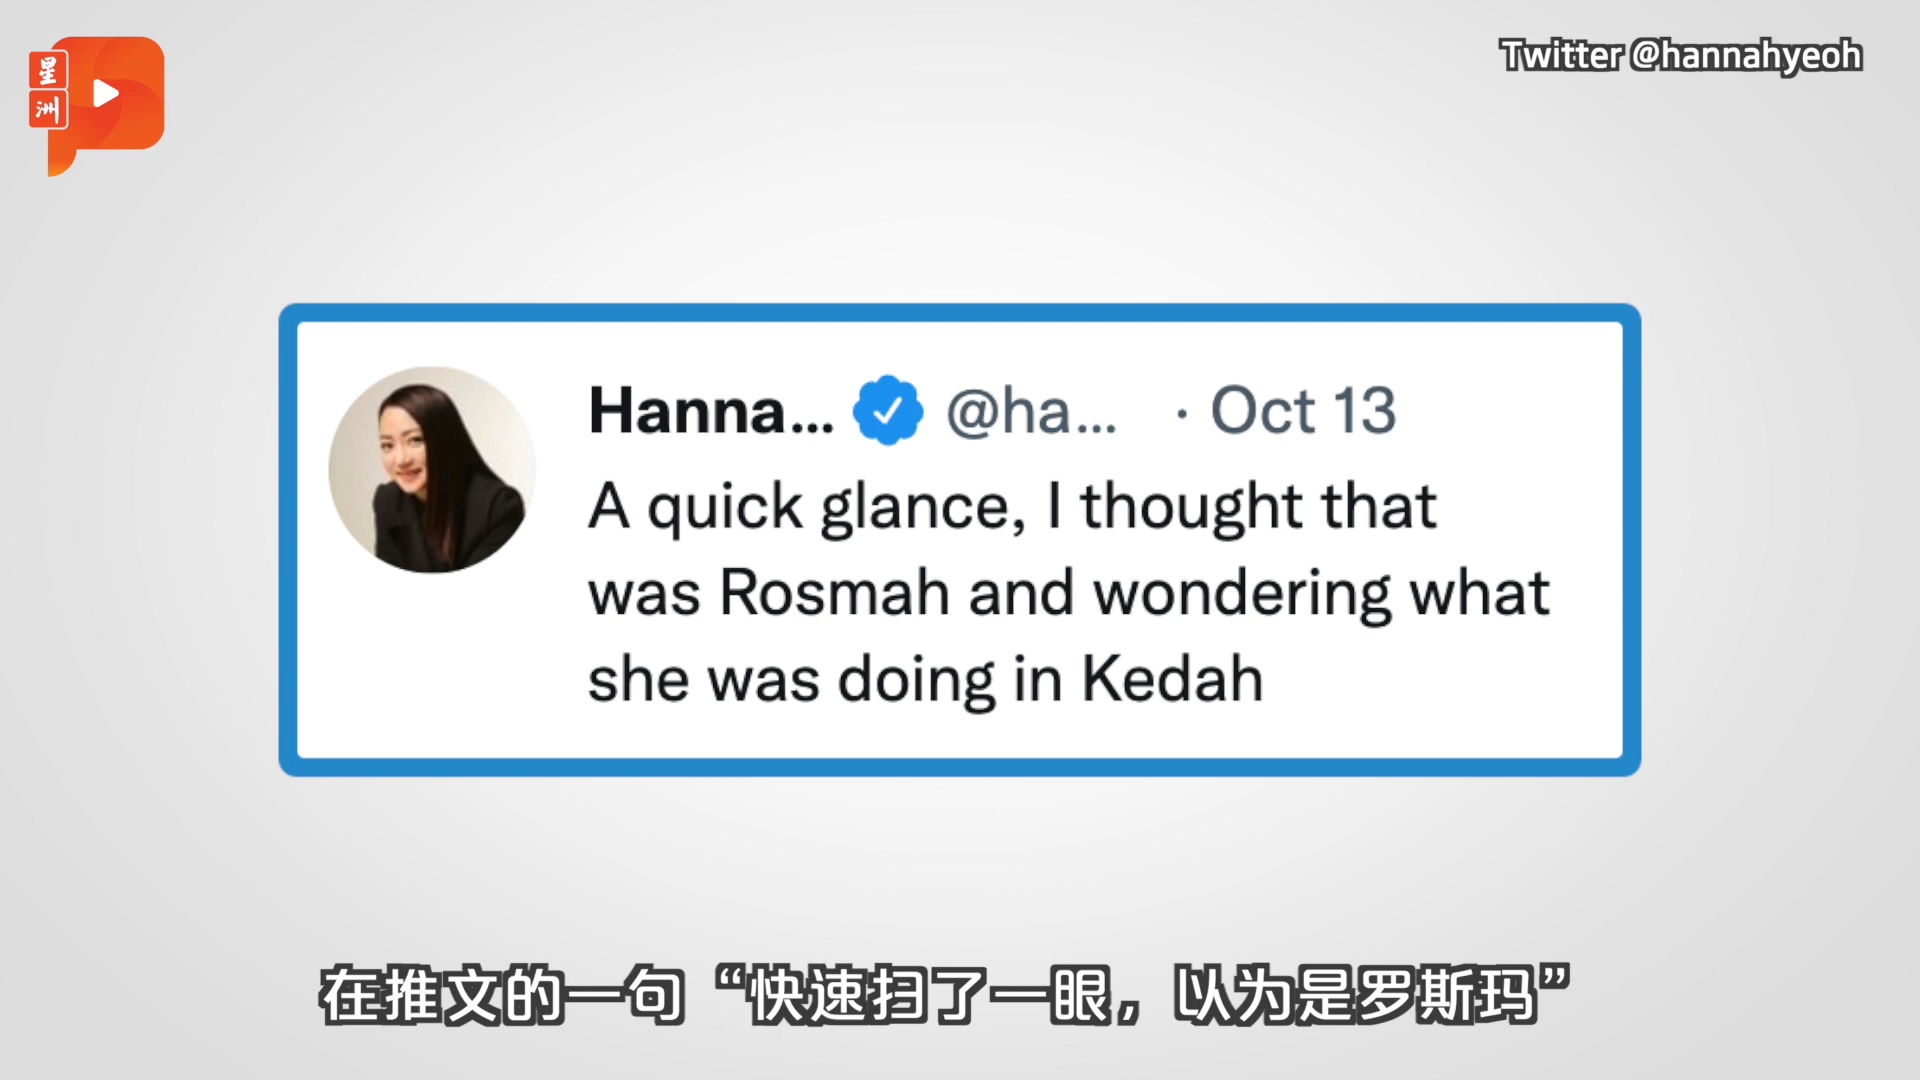 星
洲
Twitter @hannahyeoh
Hanna... @ha... · Oct 13
A quick glance, I thought that
was Rosmah and wondering what
she was doing in Kedah
在推文的一句“快速扫了一眼，以为是罗斯玛”